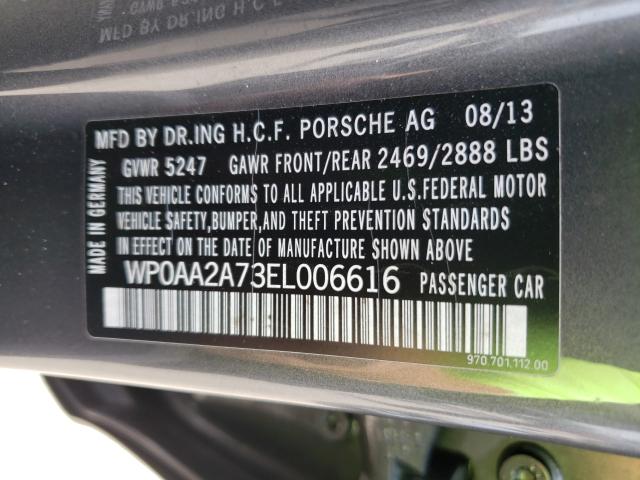 MFD BY DR.ING H.C.F. PORSCHE AG 08/13
GVWR 5247 GAWR FRONT/REAR 2469/2888 LBS
THIS VEHICLE CONFORMS TO ALL APPLICABLE U.S.FEDERAL MOTOR
VEHICLE SAFETY,BUMPER,AND THEFT PREVENTION STANDARDS
IN EFFECT ON THE DATE OF MANUFACTURE SHOWN ABOVE.
WP0AA2A73EL006616 PASSENGER CAR
MADE IN GERMANY
970.701.112.00